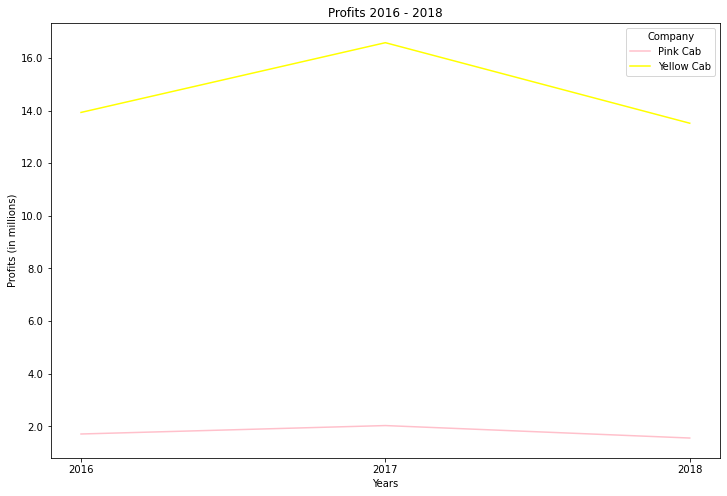 Profits 2016 - 2018
Company
Pink Cab
Yellow Cab
Profits (in millions)
16.0
14.0
12.0
10.0
8.0
6.0
4.0
2.0
2016
2017
2018
Years